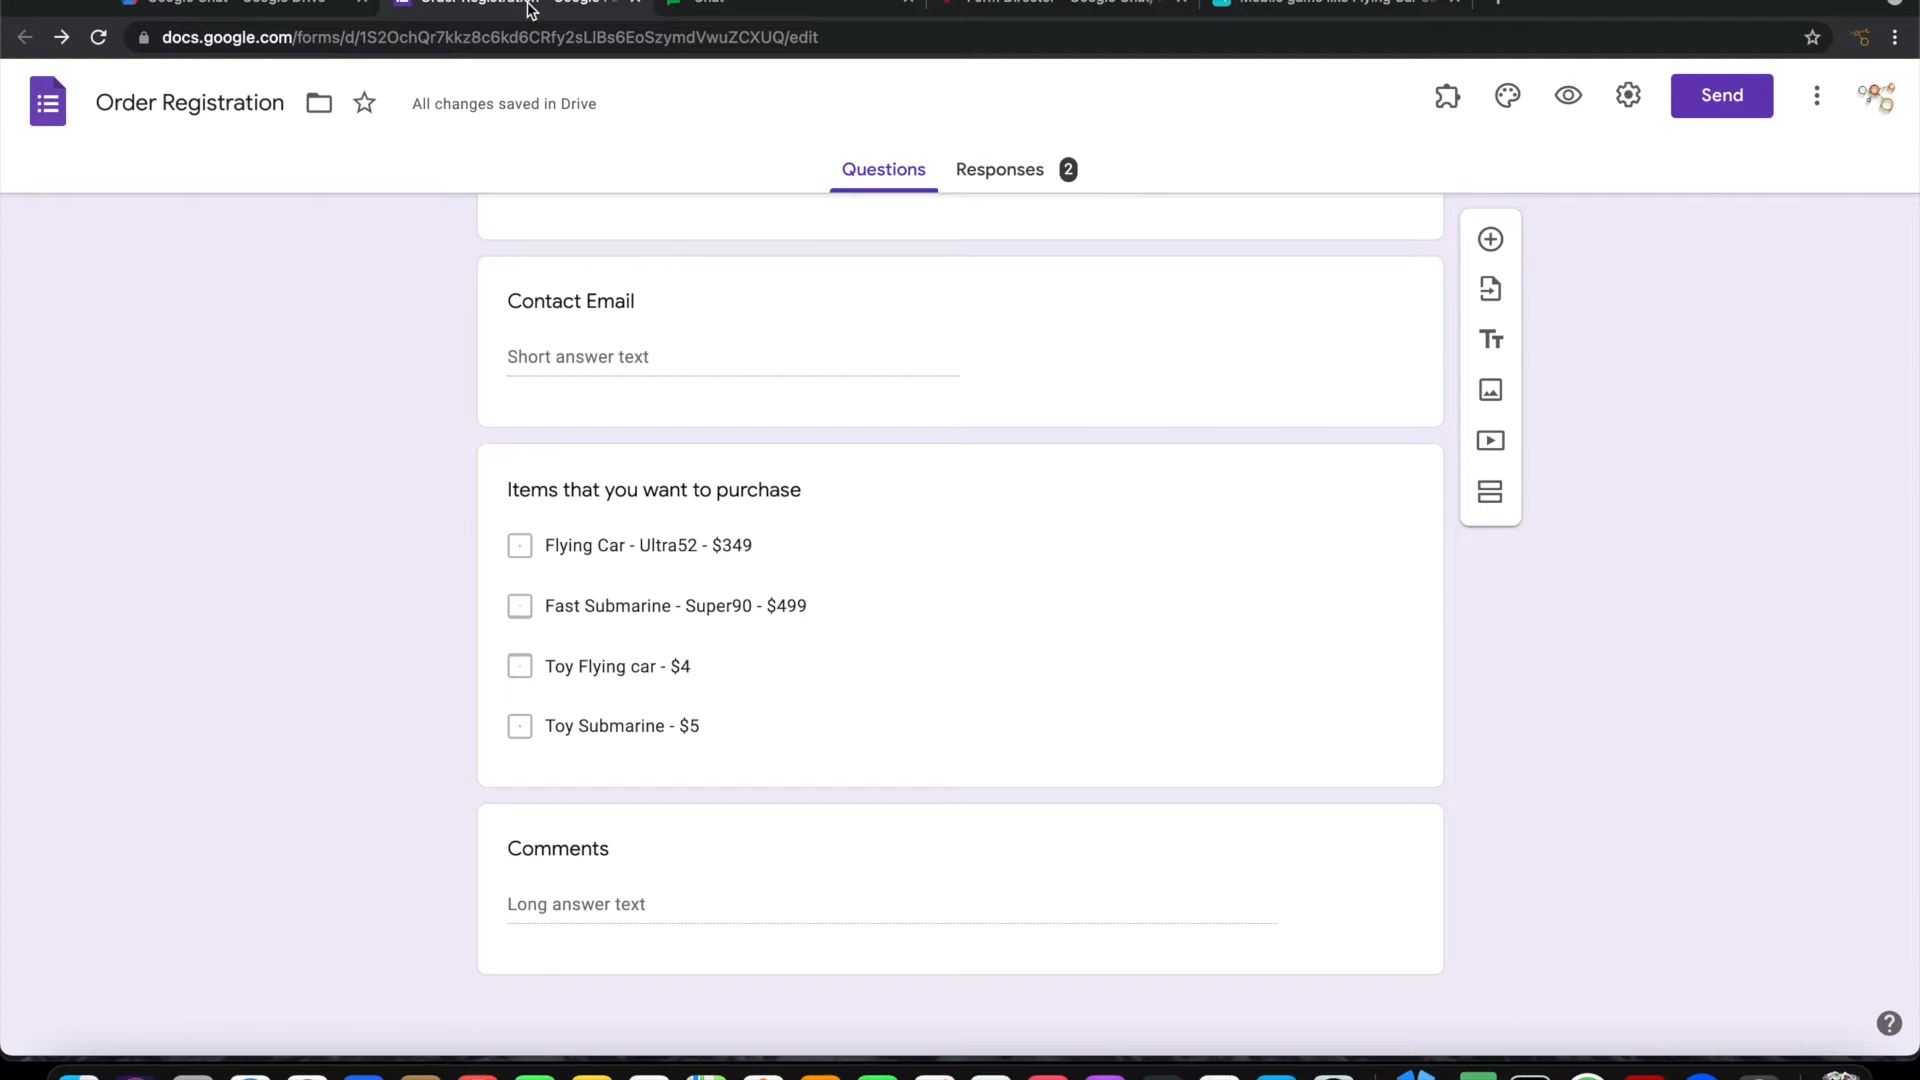 docs.google.com/forms/d/1S2OchQr7kkz8c6kd6CRfy2sLlBs6EoSzymdVwuZCXUQ/edit
Order Registration
All changes saved in Drive
Send
Questions
Responses 2
Contact Email
Short answer text
Items that you want to purchase
Flying Car - Ultra52 - $349
Fast Submarine - Super90 - $499
Toy Flying car - $4
Toy Submarine - $5
Comments
Long answer text